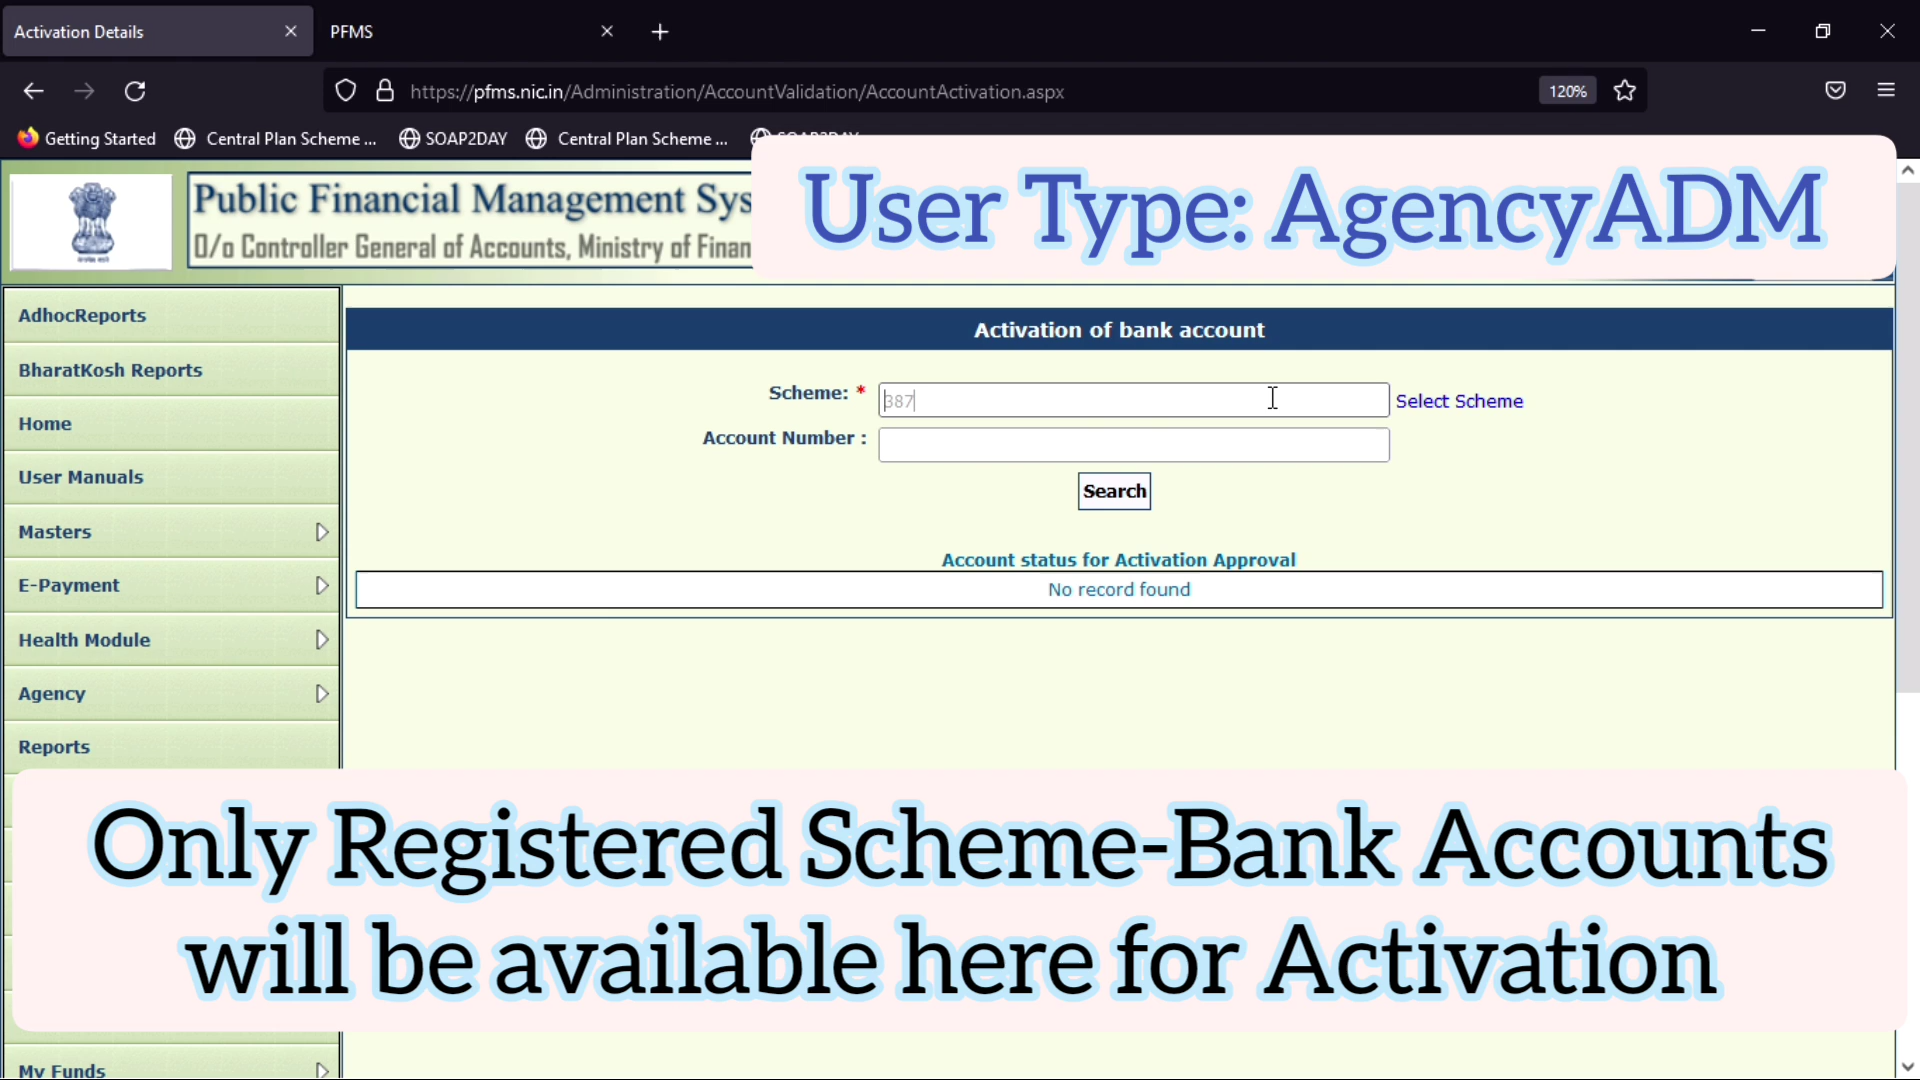 Activation Details
PFMS
https://pfms.nic.in/Administration/AccountValidation/AccountActivation.aspx
120%
Getting Started
Central Plan Scheme ...
SOAP2DAY
Central Plan Scheme ...
SOAP2DAY
Public Financial Management Sys
O/o Controller General of Accounts, Ministry of Finan
User Type: AgencyADM
AdhocReports
BharatKosh Reports
Home
User Manuals
Masters
E-Payment
Health Module
Agency
Reports
Activation of bank account
Scheme: *
387
Select Scheme
Account Number :
Search
Account status for Activation Approval
No record found
Only Registered Scheme-Bank Accounts
will be available here for Activation
My Funds